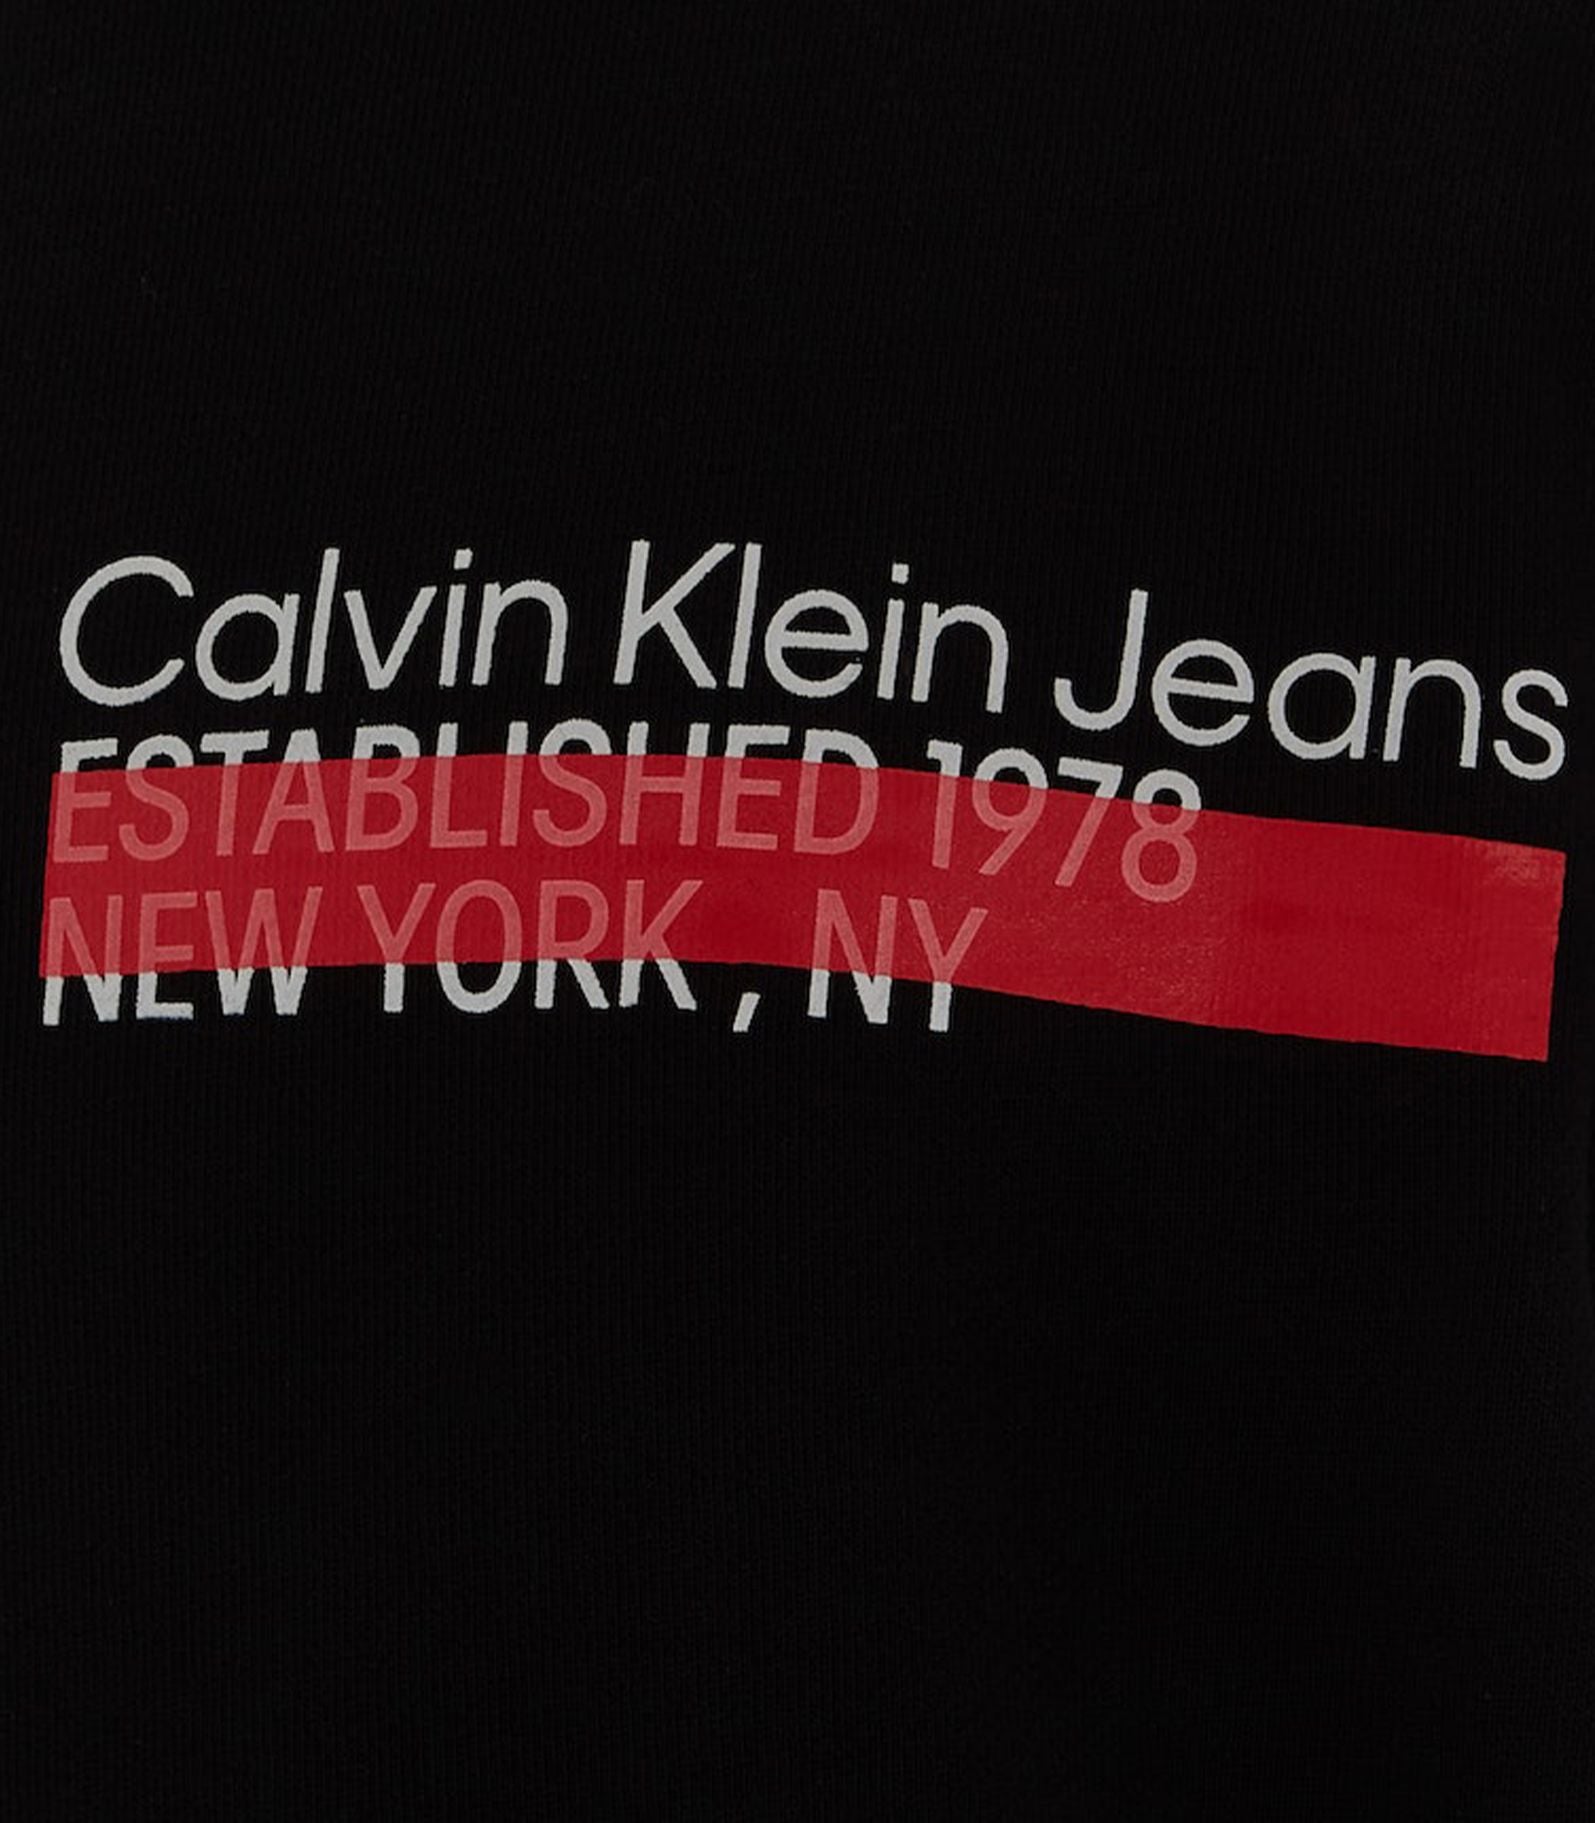 Calvin Klein Jeans
ESTABLISHED 1978
NEW YORK , NY